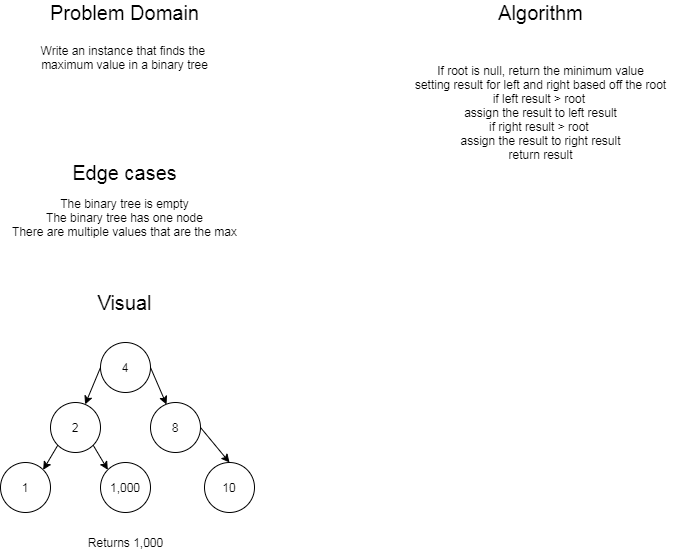 Problem Domain
Write an instance that finds the
maximum value in a binary tree
Edge cases
The binary tree is empty
The binary tree has one node
There are multiple values that are the max
Visual
4
2
8
1
1,000
10
Returns 1,000
Algorithm
If root is null, return the minimum value
setting result for left and right based off the root
if left result > root
assign the result to left result
if right result > root
assign the result to right result
return result